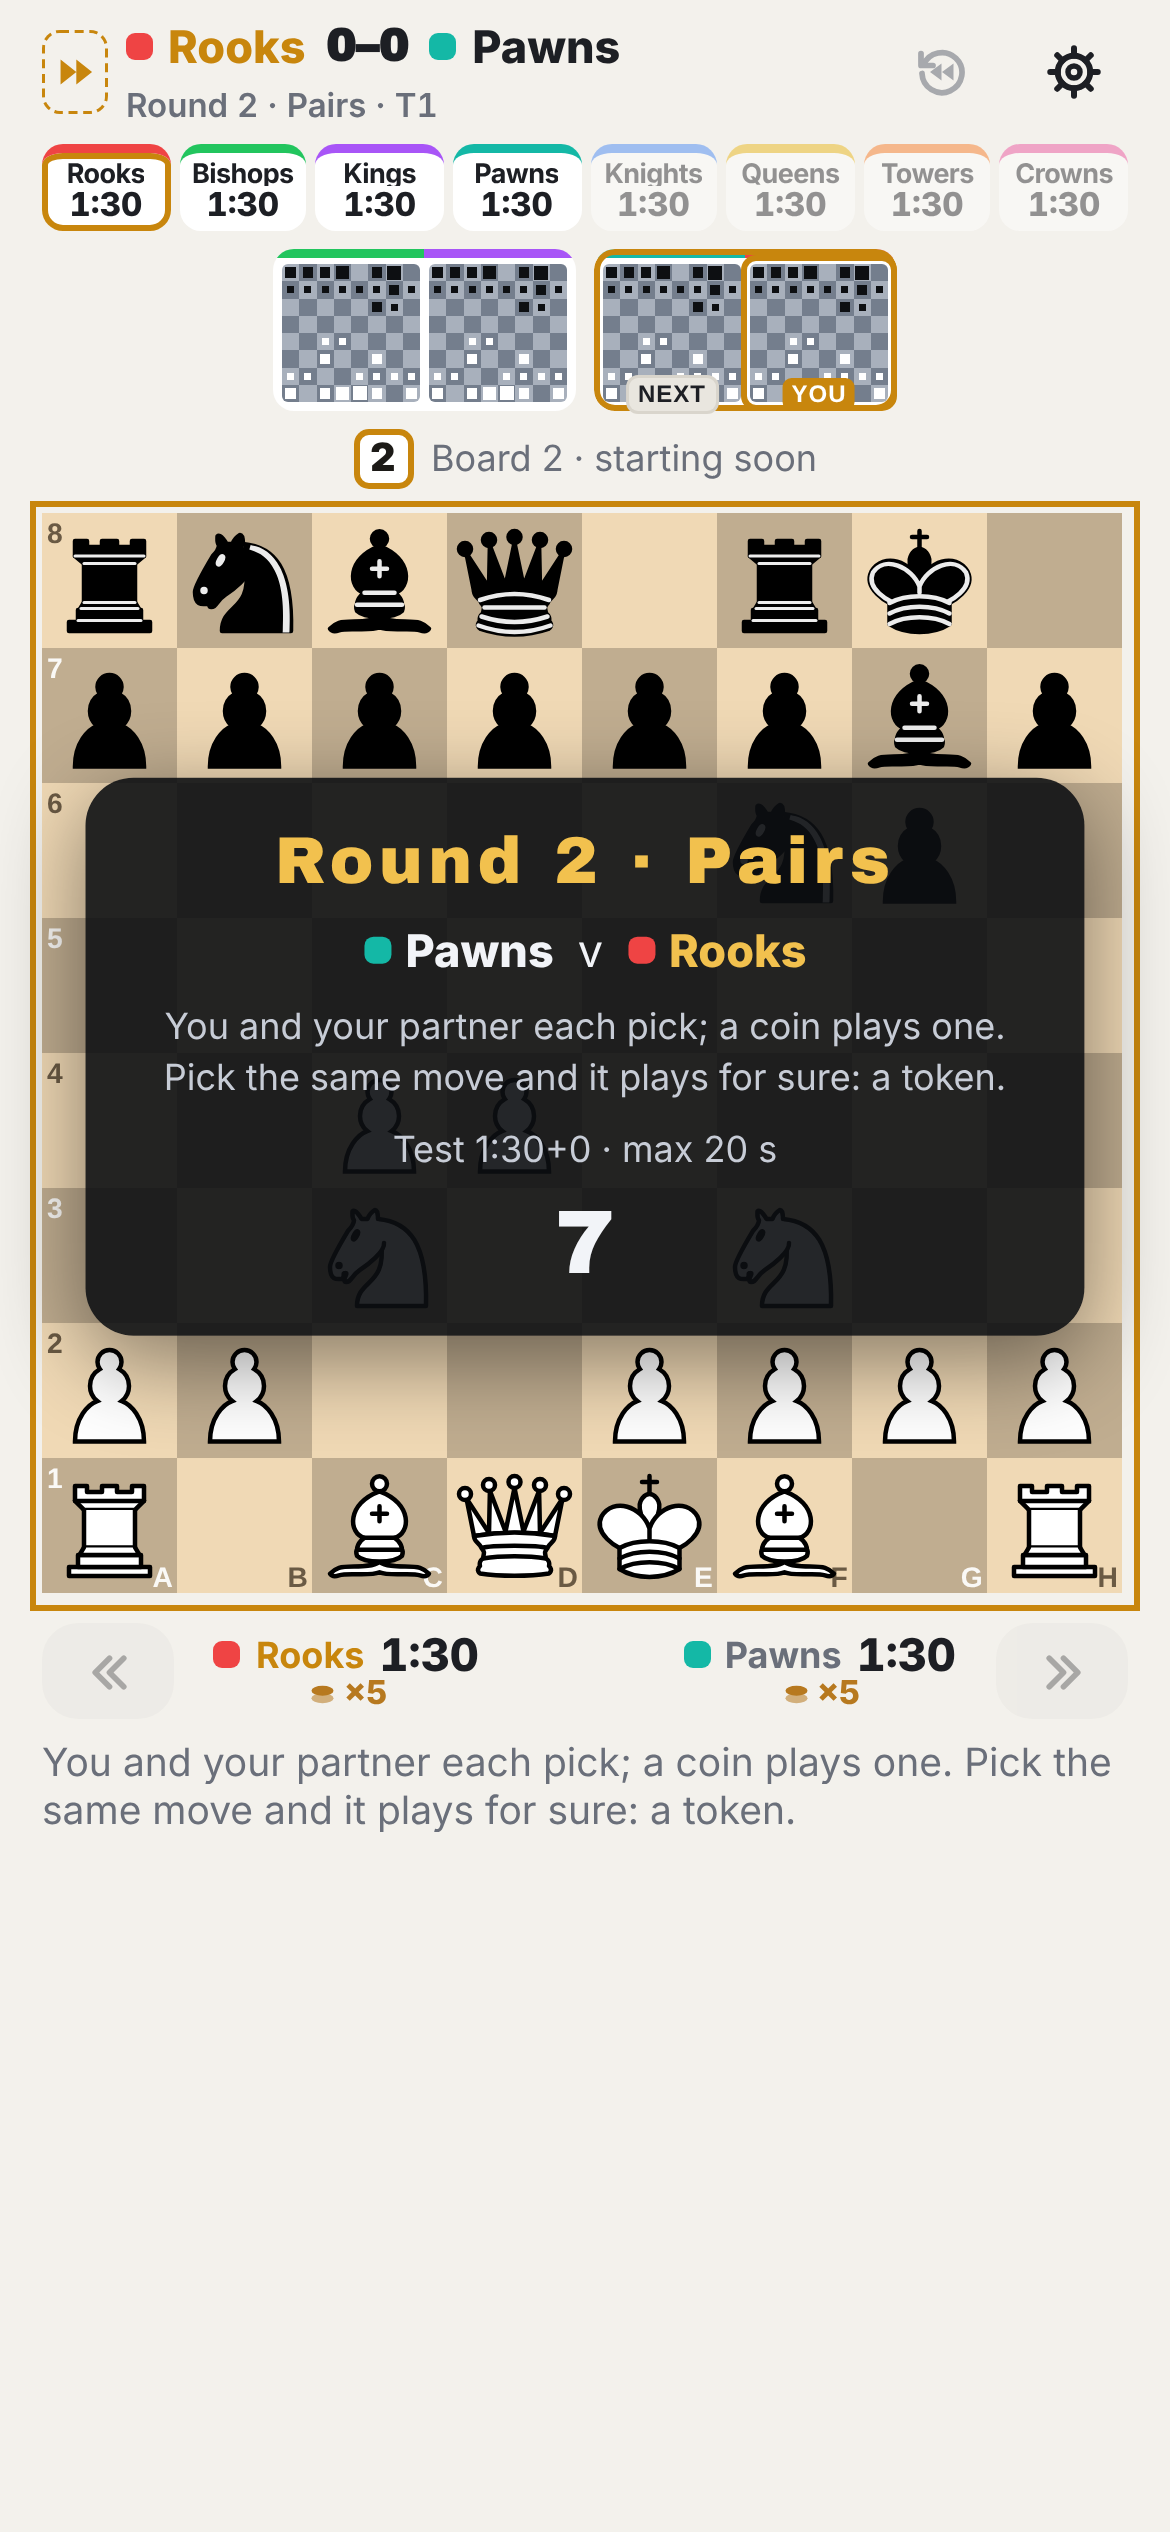 Rooks 0–0 Pawns
Round 2 · Pairs · T1
Rooks Bishops Kings Pawns Knights Queens Towers Crowns
1:30 1:30 1:30 1:30 1:30 1:30 1:30 1:30
NEXT YOU
2 Board 2 · starting soon
8
7
6
Round 2 · Pairs
5
Pawns v Rooks
You and your partner each pick; a coin plays one.
4
Pick the same move and it plays for sure: a token.
Test 1:30+0 · max 20 s
3
7
2
1
A B C D E F G H
Rooks 1:30 Pawns 1:30
×5 ×5
You and your partner each pick; a coin plays one. Pick the
same move and it plays for sure: a token.